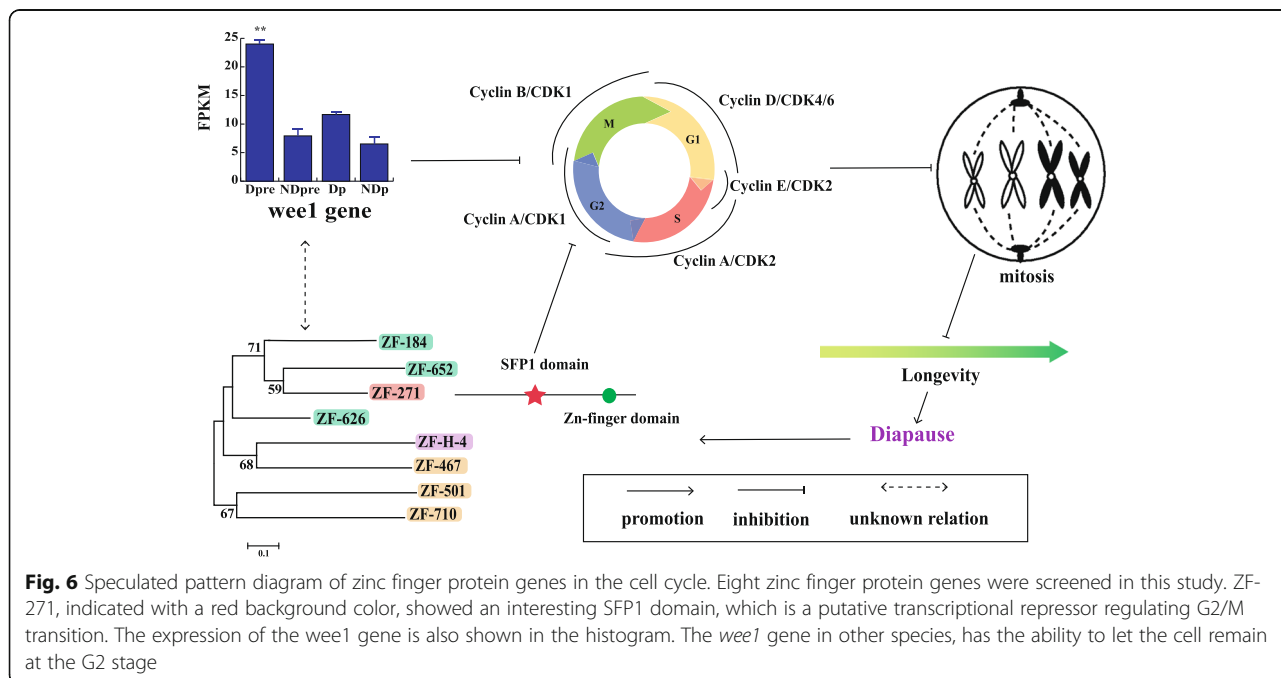 **
25
20
15
10
5
0
FPKM
Dpre NDpre Dp NDp
wee1 gene
Cyclin B/CDK1
Cyclin D/CDK4/6
M
G1
G2
S
Cyclin E/CDK2
Cyclin A/CDK1
Cyclin A/CDK2
mitosis
71
59
68
67
ZF-184
ZF-652
ZF-271
ZF-626
ZF-H-4
ZF-467
ZF-501
ZF-710
0.1
SFP1 domain
Zn-finger domain
Longevity
Diapause
promotion inhibition unknown relation
Fig. 6 Speculated pattern diagram of zinc finger protein genes in the cell cycle. Eight zinc finger protein genes were screened in this study. ZF-
271, indicated with a red background color, showed an interesting SFP1 domain, which is a putative transcriptional repressor regulating G2/M
transition. The expression of the wee1 gene is also shown in the histogram. The wee1 gene in other species, has the ability to let the cell remain
at the G2 stage